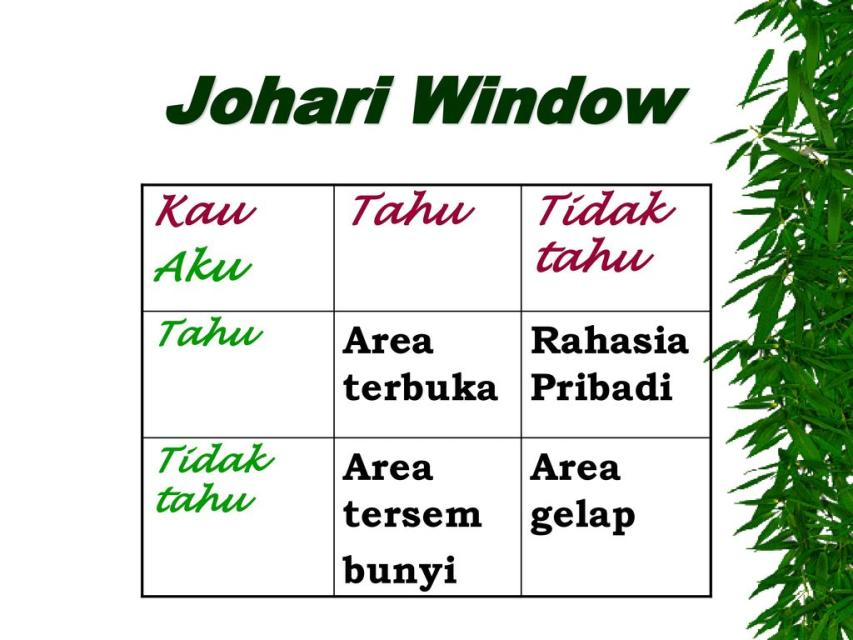 Johari Window
Kau
Aku
Tahu
Tidak
tahu
Tahu
Area
terbuka
Rahasia
Pribadi
Tidak
tahu
Area
tersem
bunyi
Area
gelap